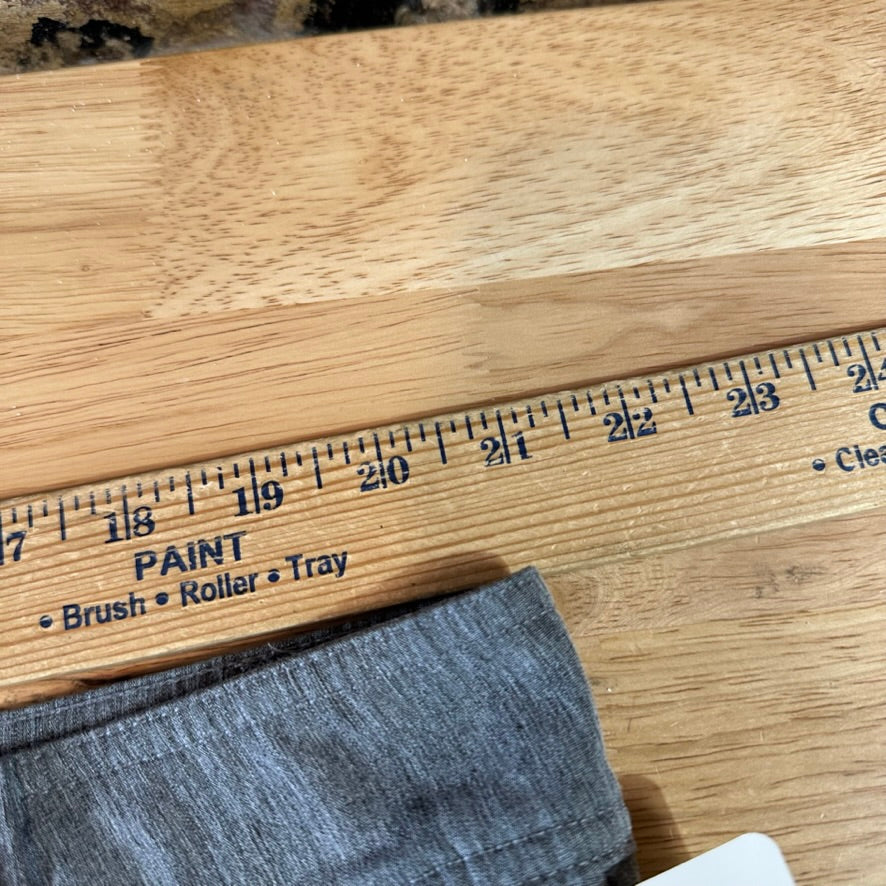 7 18 19 20 21 22 23 24
PAINT
• Brush • Roller • Tray
• Clea